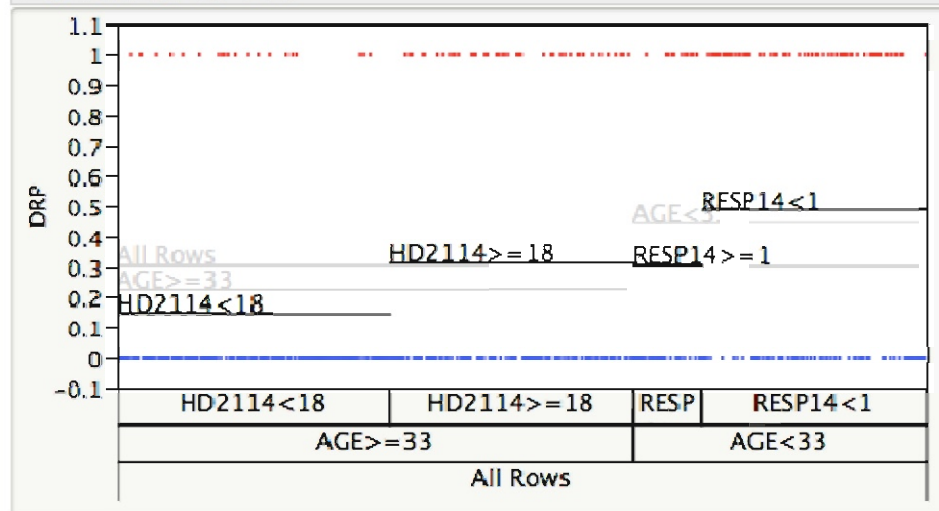 1.1
1
0.9
0.8
0.7
0.6
0.5
0.4
0.3
0.2
0.1
0
-0.1
DRP
RESP14<1
AGE<3
All Rows
HD2114>=18
RESP14>=1
AGE>=33
HD2114<18
HD2114<18 HD2114>=18 RESP RESP14<1
AGE>=33 AGE<33
All Rows